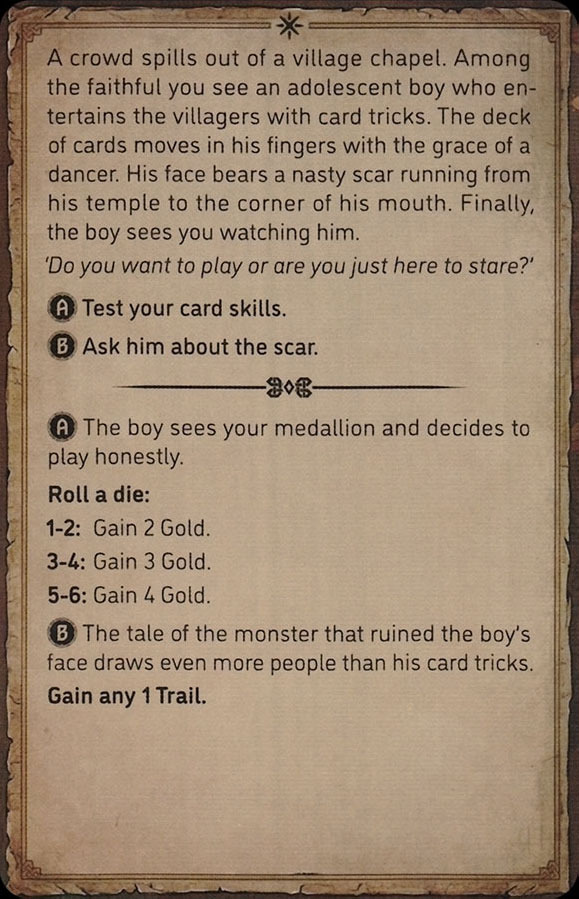 A crowd spills out of a village chapel. Among
the faithful you see an adolescent boy who en-
tertains the villagers with card tricks. The deck
of cards moves in his fingers with the grace of a
dancer. His face bears a nasty scar running from
his temple to the corner of his mouth. Finally,
the boy sees you watching him.
'Do you want to play or are you just here to stare?'
A Test your card skills.
B Ask him about the scar.
A The boy sees your medallion and decides to
play honestly.
Roll a die:
1-2: Gain 2 Gold.
3-4: Gain 3 Gold.
5-6: Gain 4 Gold.
B The tale of the monster that ruined the boy's
face draws even more people than his card tricks.
Gain any 1 Trail.